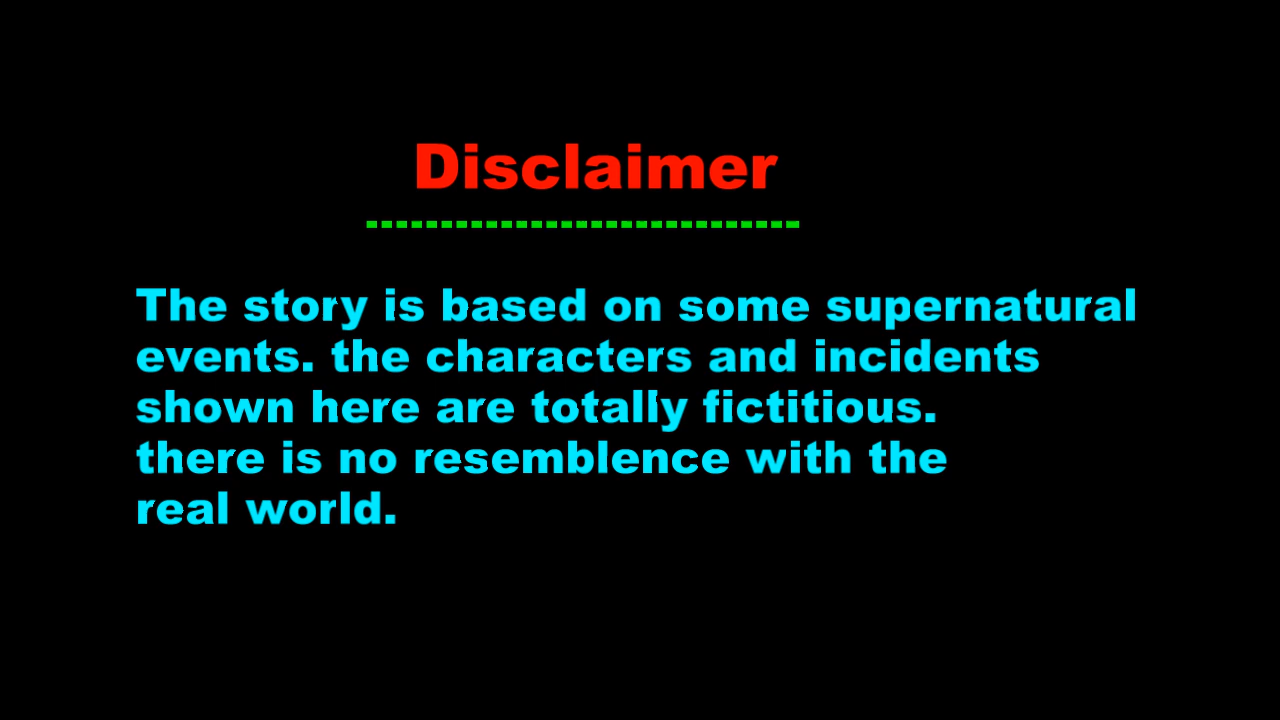 Disclaimer
-----------------------------
The story is based on some supernatural
events. the characters and incidents
shown here are totally fictitious.
there is no resemblence with the
real world.